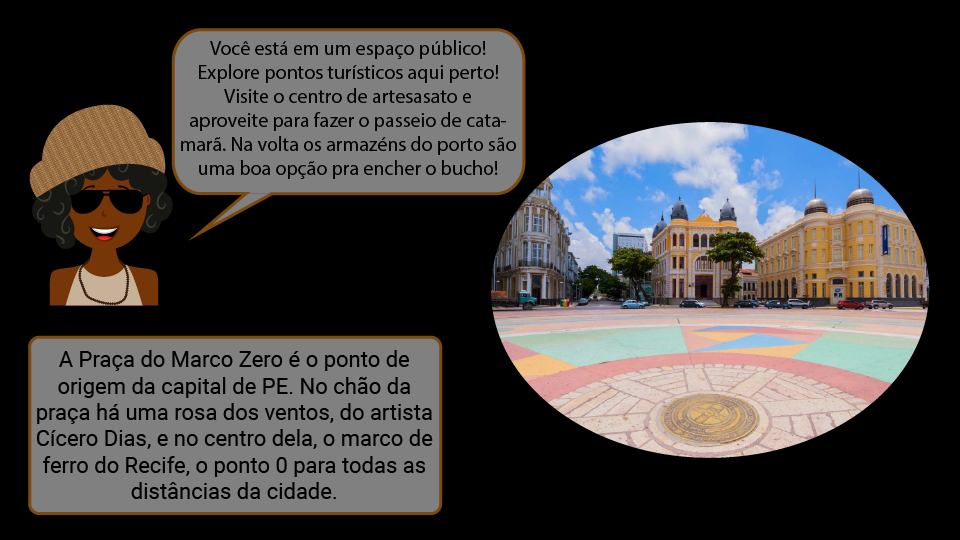 Você está em um espaço público!
Explore pontos turísticos aqui perto!
Visite o centro de artesasato e
aproveite para fazer o passeio de cata-
marã. Na volta os armazéns do porto são
uma boa opção pra encher o bucho!
A Praça do Marco Zero é o ponto de
origem da capital de PE. No chão da
praça há uma rosa dos ventos, do artista
Cícero Dias, e no centro dela, o marco de
ferro do Recife, o ponto 0 para todas as
distâncias da cidade.